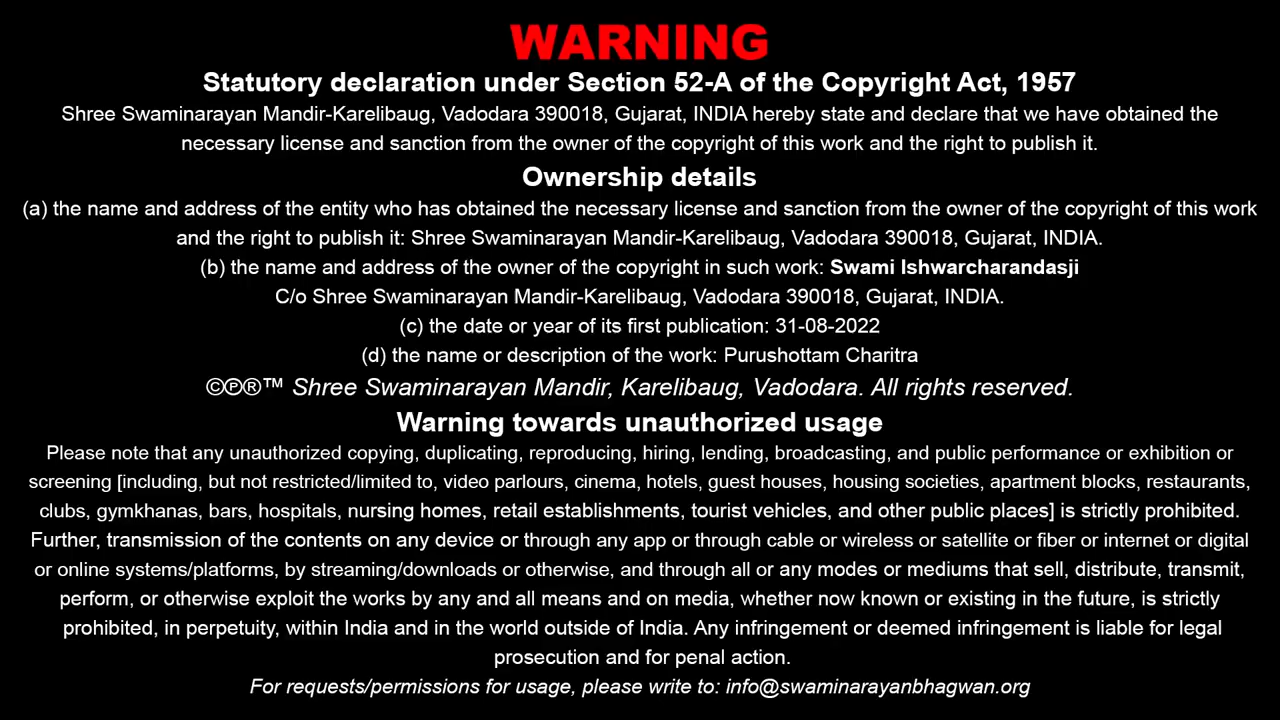 WARNING
Statutory declaration under Section 52-A of the Copyright Act, 1957
Shree Swaminarayan Mandir-Karelibaug, Vadodara 390018, Gujarat, INDIA hereby state and declare that we have obtained the
necessary license and sanction from the owner of the copyright of this work and the right to publish it.
Ownership details
(a) the name and address of the entity who has obtained the necessary license and sanction from the owner of the copyright of this work
and the right to publish it: Shree Swaminarayan Mandir-Karelibaug, Vadodara 390018, Gujarat, INDIA.
(b) the name and address of the owner of the copyright in such work: Swami Ishwarcharandasji
C/o Shree Swaminarayan Mandir-Karelibaug, Vadodara 390018, Gujarat, INDIA.
(c) the date or year of its first publication: 31-08-2022
(d) the name or description of the work: Purushottam Charitra
©℗®™ Shree Swaminarayan Mandir, Karelibaug, Vadodara. All rights reserved.
Warning towards unauthorized usage
Please note that any unauthorized copying, duplicating, reproducing, hiring, lending, broadcasting, and public performance or exhibition or
screening [including, but not restricted/limited to, video parlours, cinema, hotels, guest houses, housing societies, apartment blocks, restaurants,
clubs, gymkhanas, bars, hospitals, nursing homes, retail establishments, tourist vehicles, and other public places] is strictly prohibited.
Further, transmission of the contents on any device or through any app or through cable or wireless or satellite or fiber or internet or digital
or online systems/platforms, by streaming/downloads or otherwise, and through all or any modes or mediums that sell, distribute, transmit,
perform, or otherwise exploit the works by any and all means and on media, whether now known or existing in the future, is strictly
prohibited, in perpetuity, within India and in the world outside of India. Any infringement or deemed infringement is liable for legal
prosecution and for penal action.
For requests/permissions for usage, please write to: info@swaminarayanbhagwan.org